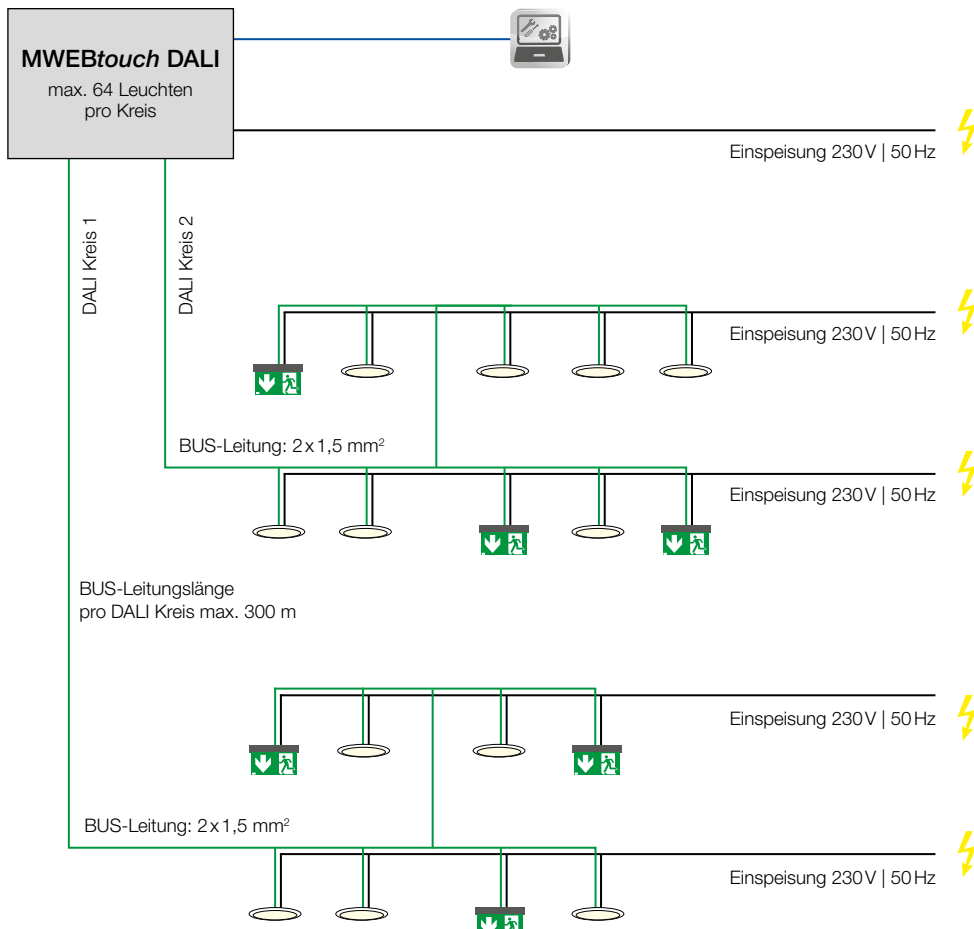 MWEBtouch DALI
max. 64 Leuchten
pro Kreis
Einspeisung 230 V | 50 Hz
DALI Kreis 1
DALI Kreis 2
Einspeisung 230 V | 50 Hz
BUS-Leitung: 2 x 1,5 mm²
Einspeisung 230 V | 50 Hz
BUS-Leitungslänge
pro DALI Kreis max. 300 m
Einspeisung 230 V | 50 Hz
BUS-Leitung: 2 x 1,5 mm²
Einspeisung 230 V | 50 Hz